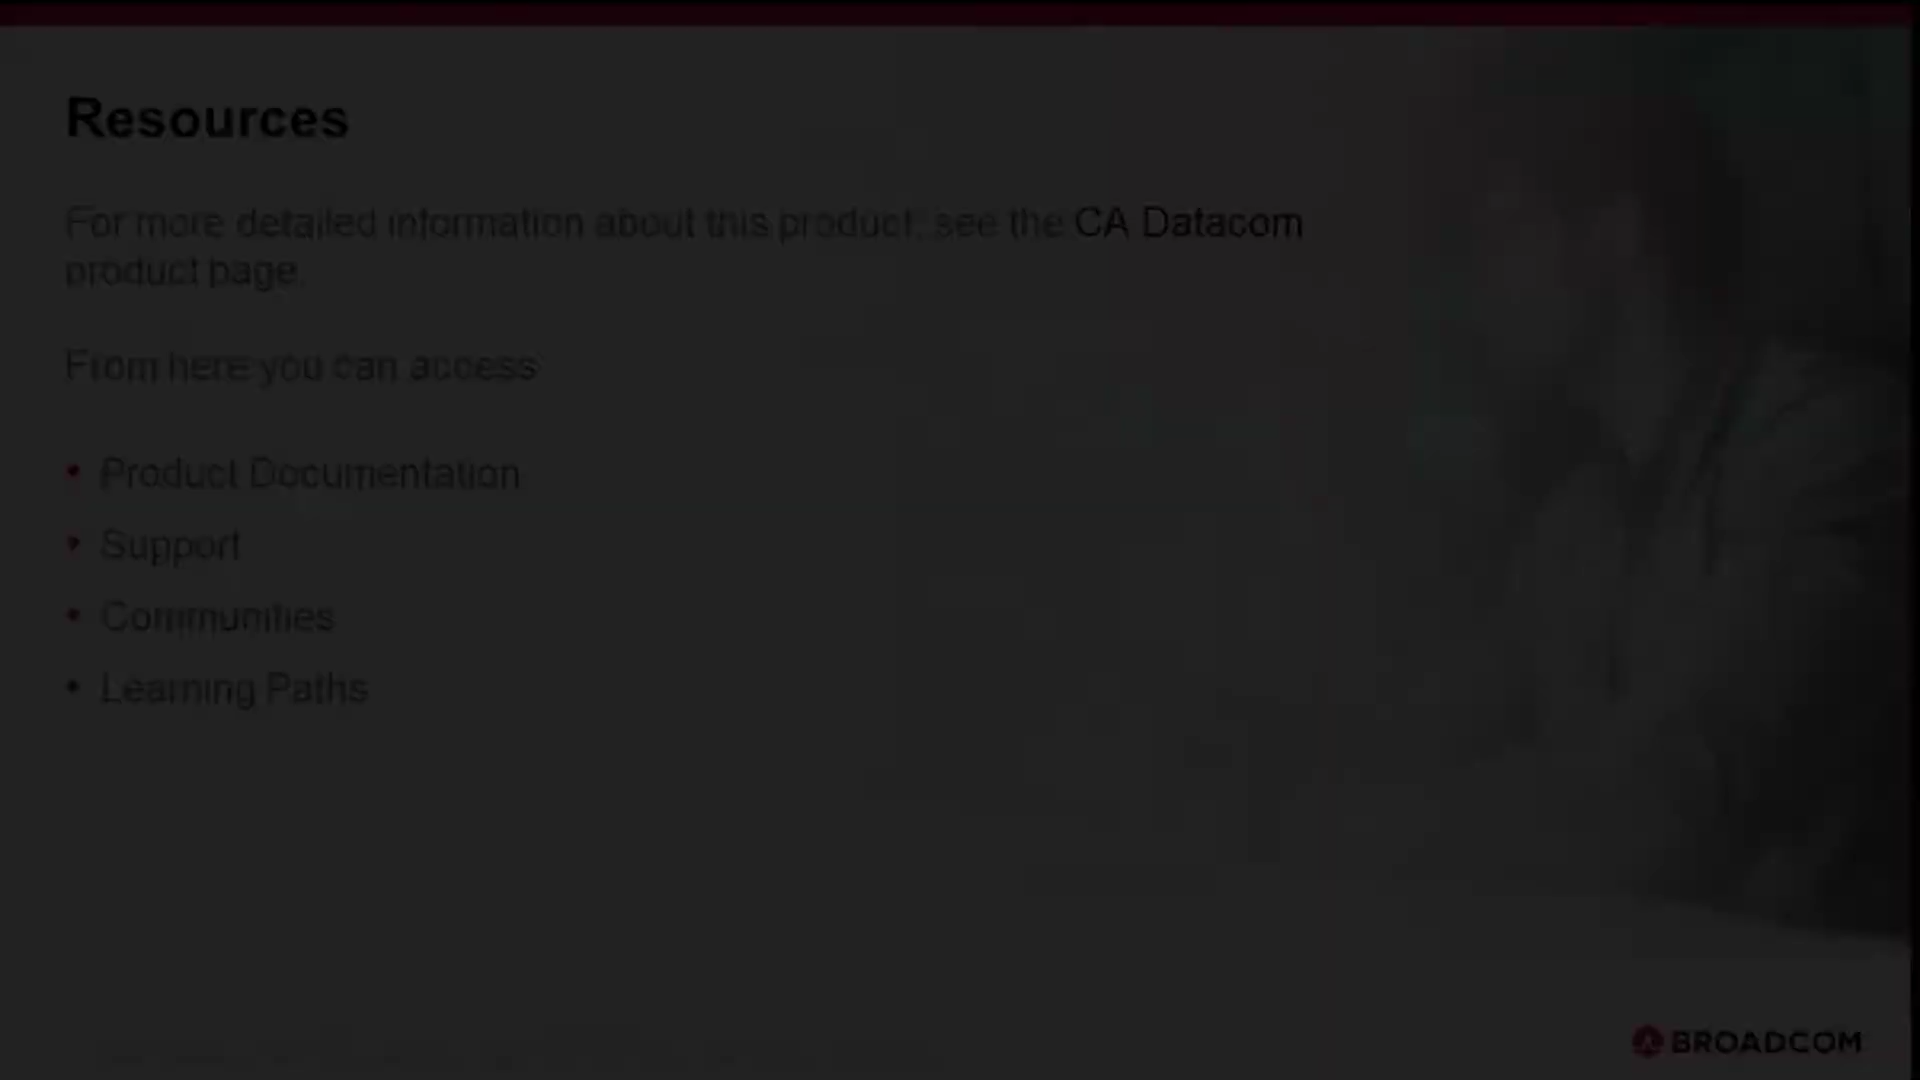 Resources
For more detailed information about this product, see the CA Datacom
product page.
From here you can access
• Product Documentation
• Support
• Communities
• Learning Paths
BROADCOM